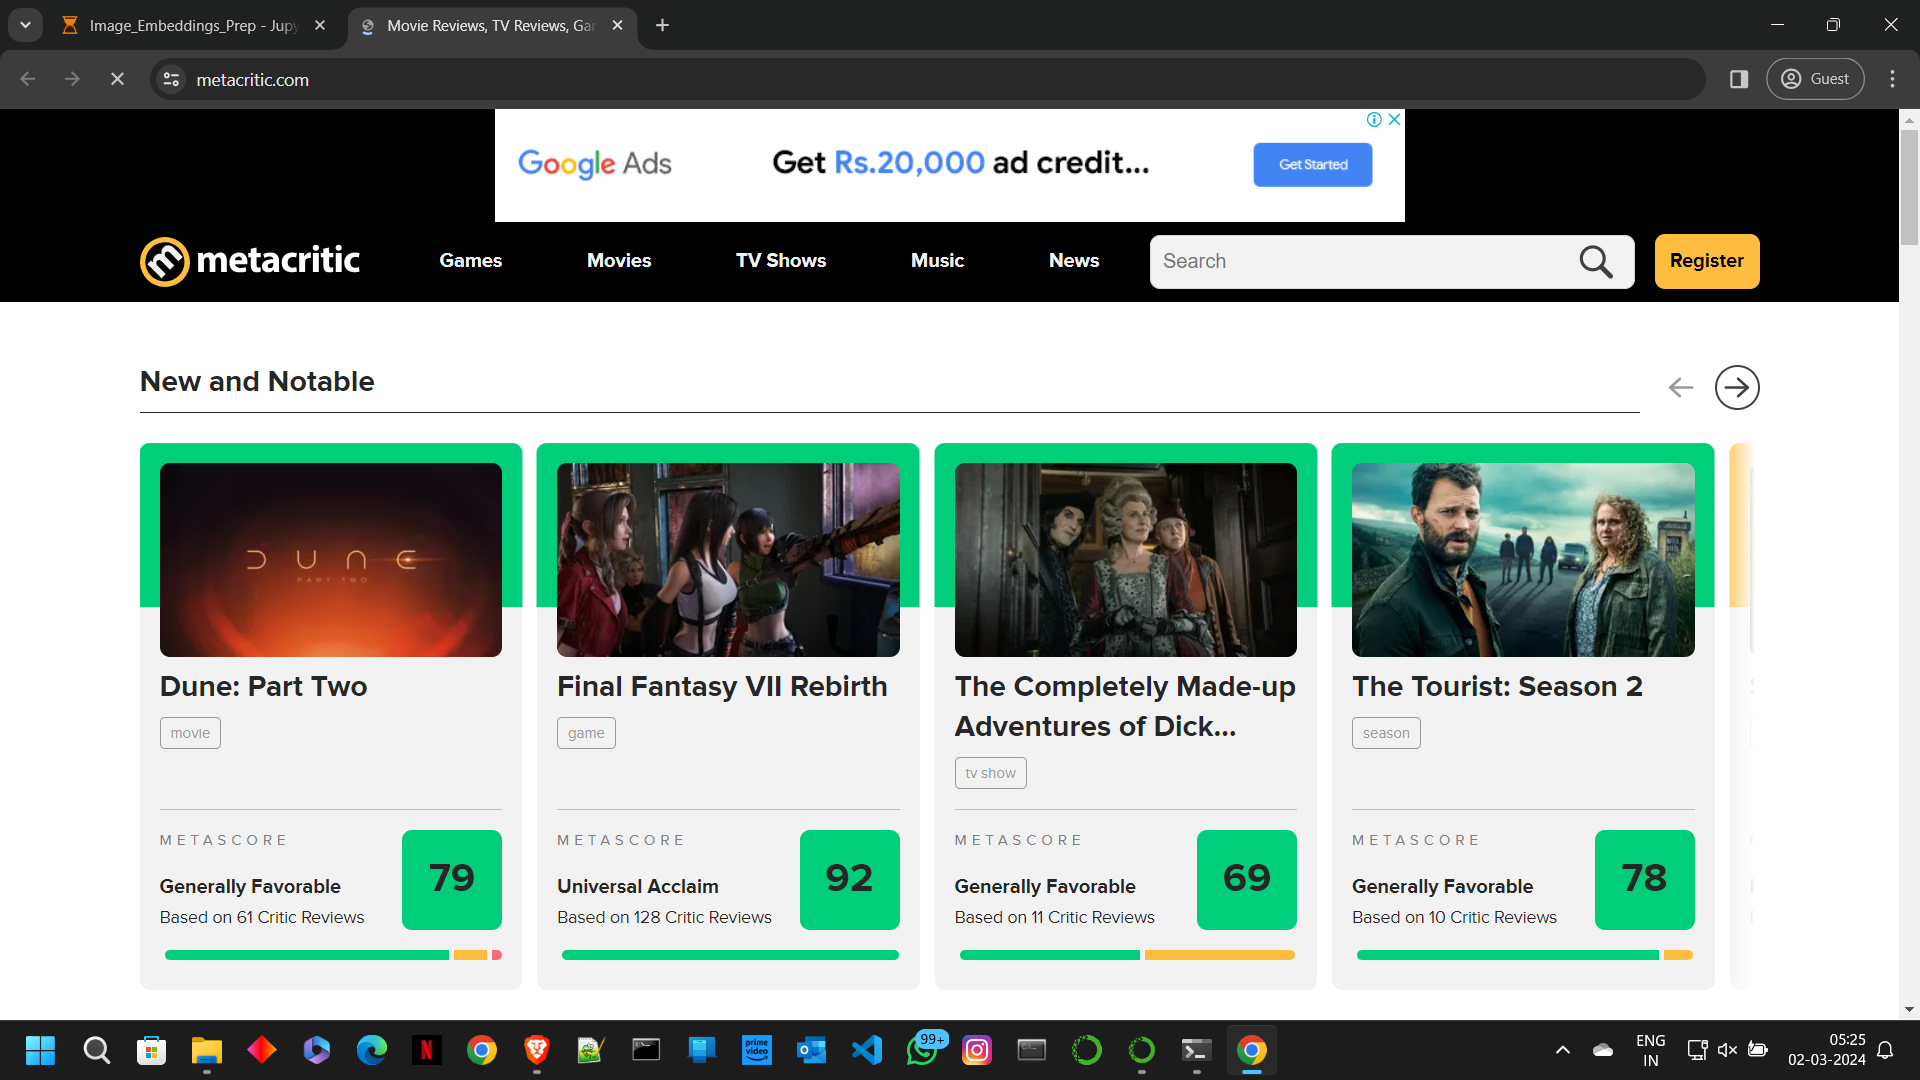 Image_Embeddings_Prep - Jupy
Movie Reviews, TV Reviews, Gar
metacritic.com
Guest
Google Ads
Get Rs.20,000 ad credit...
Get Started
metacritic
Games
Movies
TV Shows
Music
News
Search
Register
New and Notable
DUNE
PART TWO
Dune: Part Two
movie
METASCORE
Generally Favorable
Based on 61 Critic Reviews
79
Final Fantasy VII Rebirth
game
METASCORE
Universal Acclaim
Based on 128 Critic Reviews
92
The Completely Made-up
Adventures of Dick...
tv show
METASCORE
Generally Favorable
Based on 11 Critic Reviews
69
The Tourist: Season 2
season
METASCORE
Generally Favorable
Based on 10 Critic Reviews
78
N
prime
video
99+
ENG
IN
05:25
02-03-2024